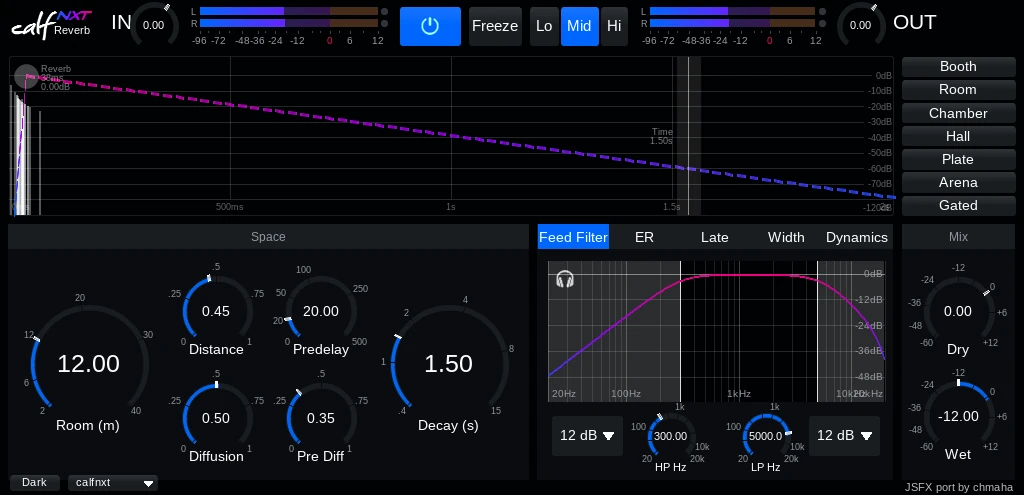 calf NXT
Reverb
IN
0.00
L
R
-96 -72 -48 -36 -24 -12 0 6 12
Freeze
Lo
Mid
Hi
L
R
-96 -72 -48 -36 -24 -12 0 6 12
0.00
OUT
Reverb
0.00dB
Time
1.50s
0dB
-10dB
-20dB
-30dB
-40dB
-50dB
-60dB
-70dB
-120dB
500ms
1s
1.5s
Booth
Room
Chamber
Hall
Plate
Arena
Gated
Space
12.00
2
6
12
20
30
40
Room (m)
0.45
0
.25
.5
.75
1
Distance
20.00
0
20
50
100
250
500
Predelay
0.50
0
.25
.5
.75
1
Diffusion
0.35
0
.25
.5
.75
1
Pre Diff
1.50
.4
1
2
4
8
15
Decay (s)
Feed Filter
ER
Late
Width
Dynamics
0dB
-12dB
-24dB
-36dB
-48dB
20Hz
100Hz
1kHz
12 dB
300.00
20
100
1k
10k
20k
HP Hz
5000.0
20
100
1k
10k
20k
LP Hz
12 dB
Mix
0.00
-60
-48
-36
-24
-12
0
+6
+12
Dry
-12.00
-60
-48
-36
-24
-12
0
+6
+12
Wet
Dark
calfnxt
JSFX port by chmaha